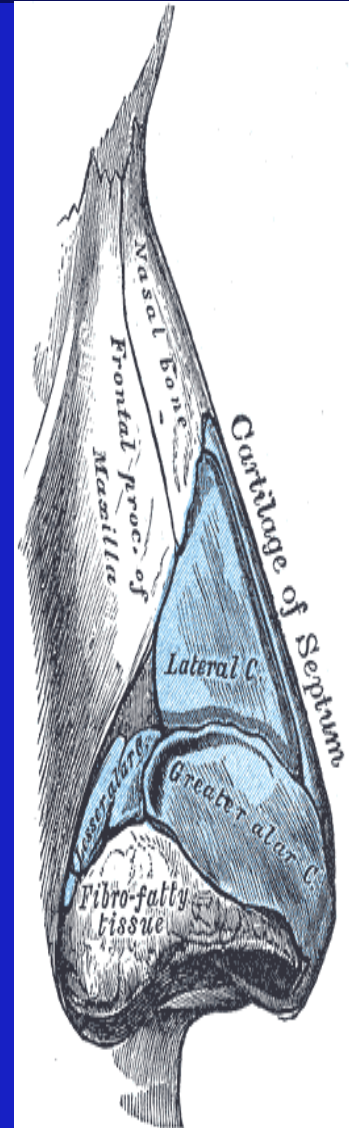 Nasal bone
Frontal proc. of
Maxilla
Cartilage of Septum
Lateral C.
Lesser alar C.
Greater alar C.
Fibro-fatty
tissue